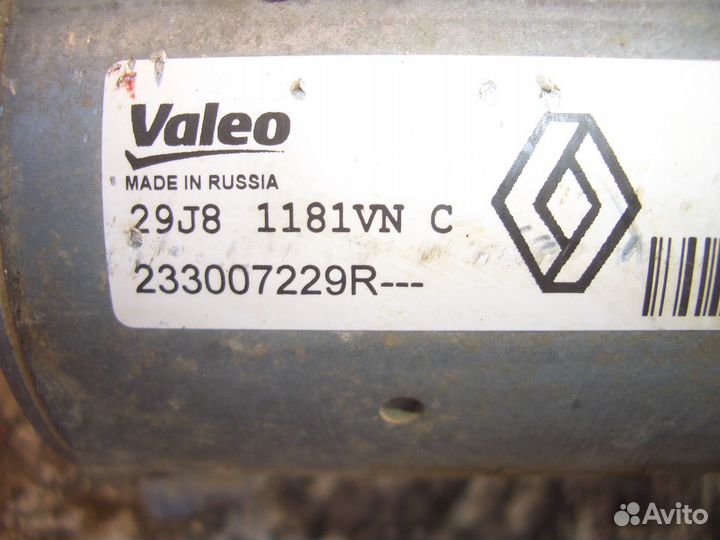 Valeo
MADE IN RUSSIA
29J8 1181VN C
233007229R---
Avito